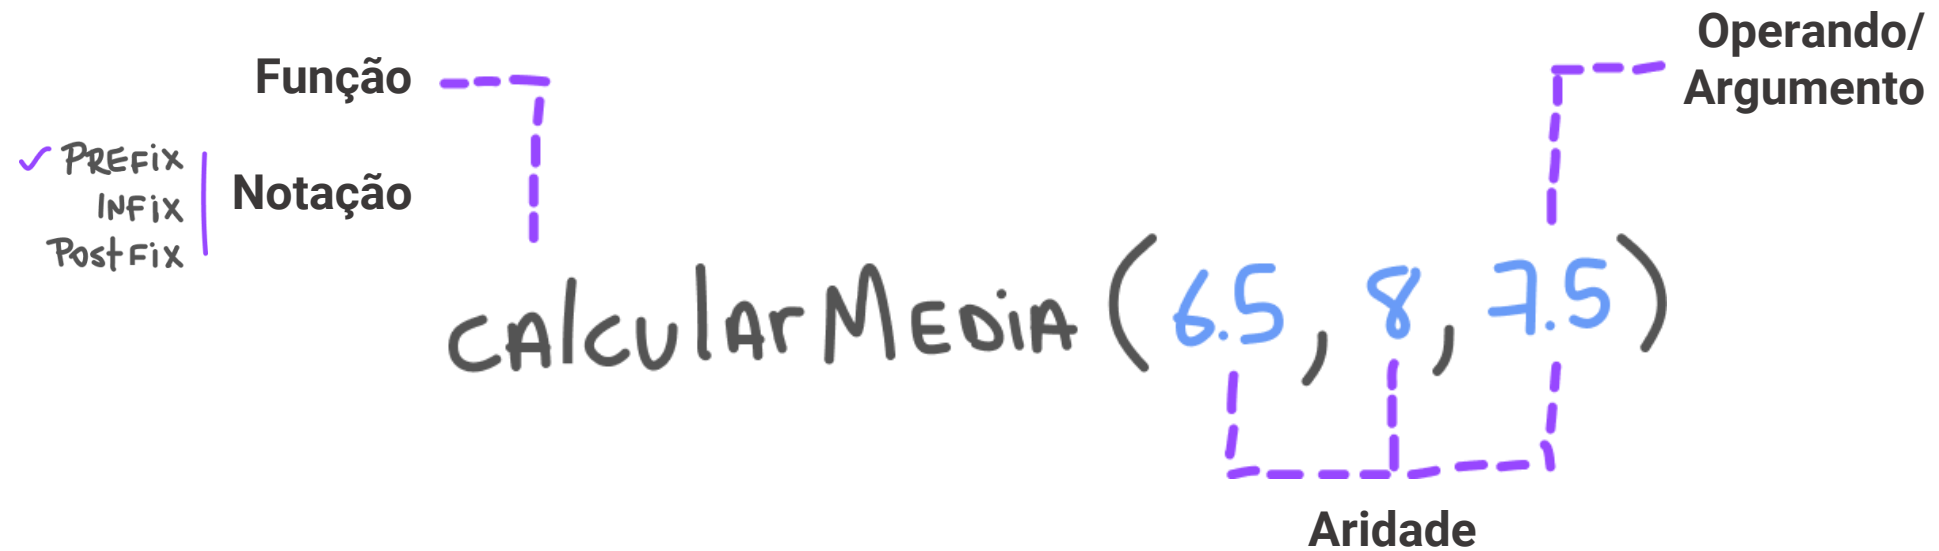 Operando/
Argumento
Função
PREFiX
INFiX
PostFiX
Notação
CAlculArMEDiA (6.5, 8, 7.5)
Aridade